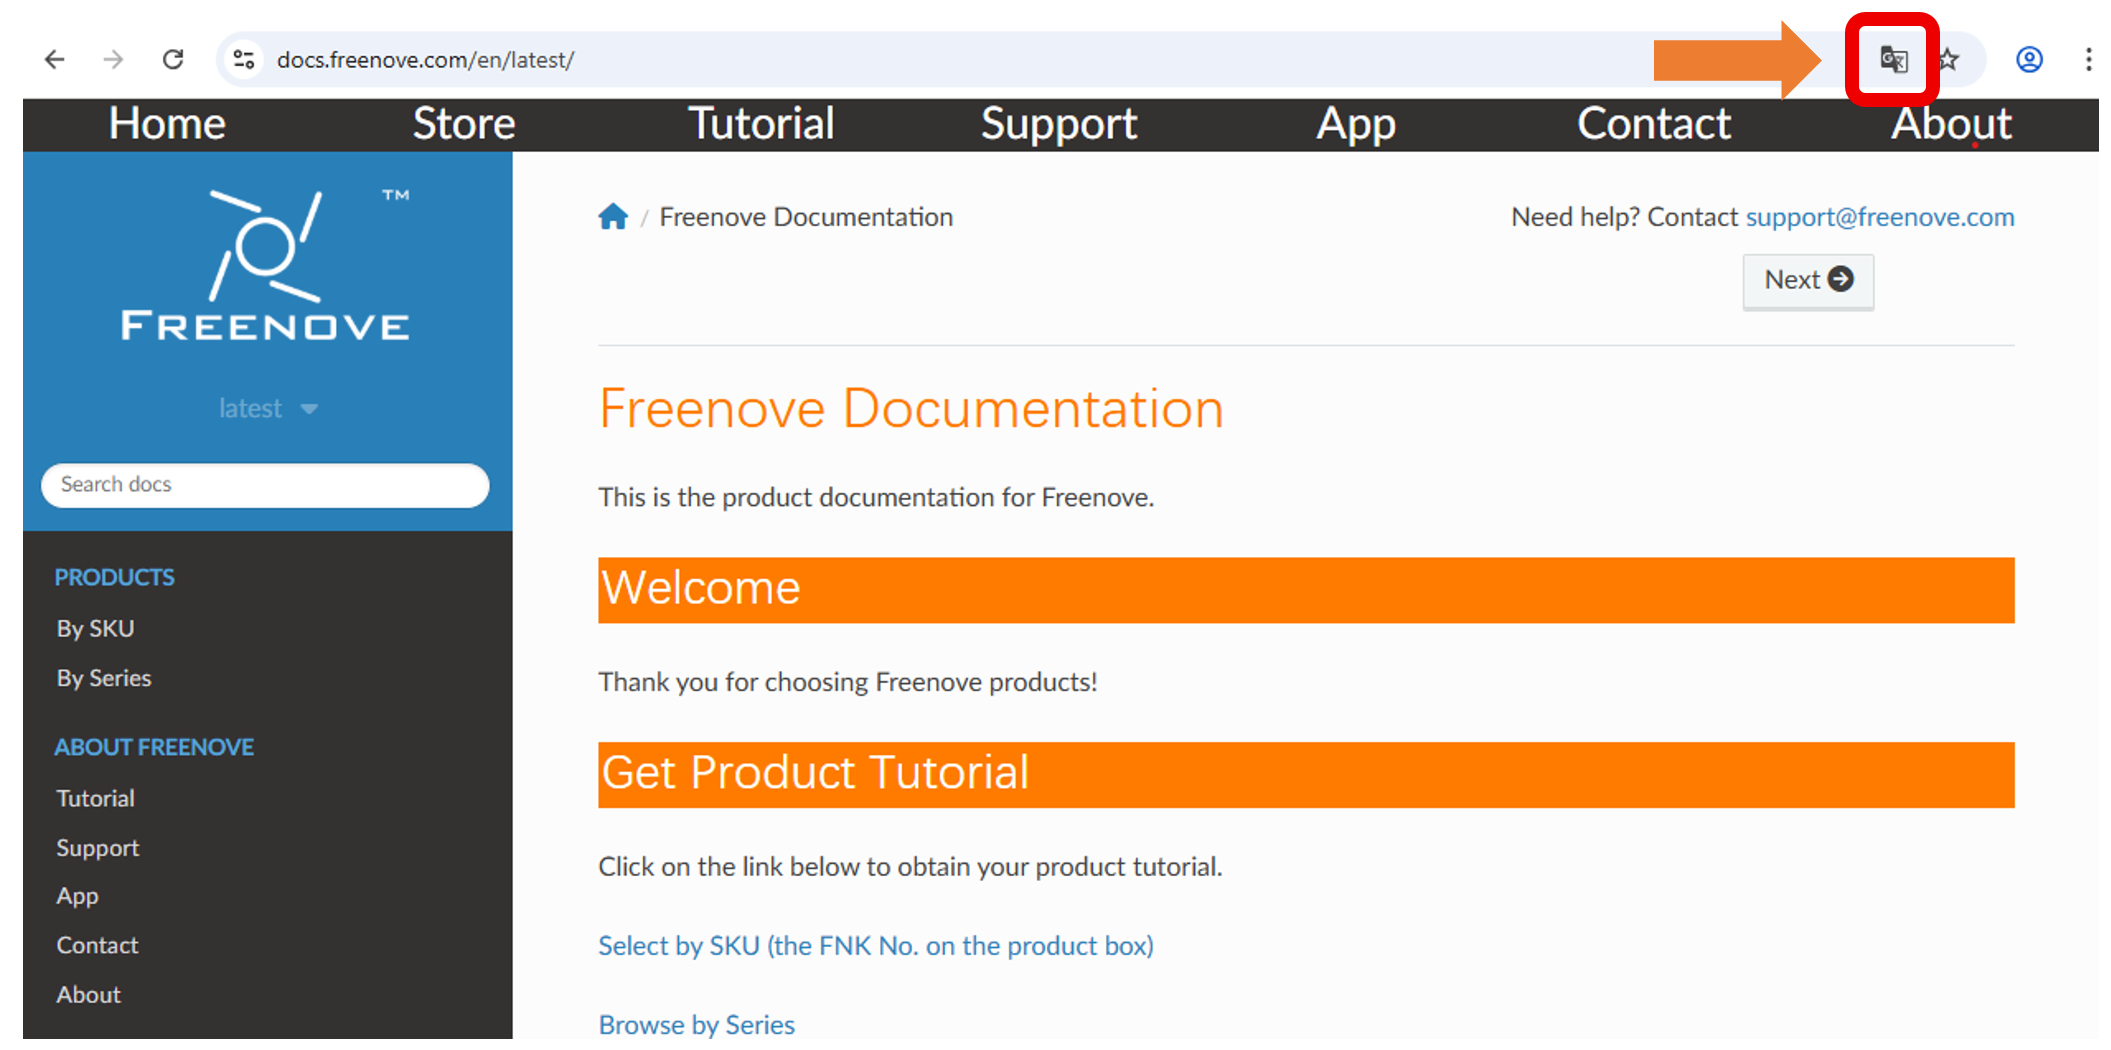 docs.freenove.com/en/latest/
Home Store Tutorial Support App Contact About
TM
FREENOVE
latest
Search docs
PRODUCTS
By SKU
By Series
ABOUT FREENOVE
Tutorial
Support
App
Contact
About
/ Freenove Documentation
Need help? Contact support@freenove.com
Next
Freenove Documentation
This is the product documentation for Freenove.
Welcome
Thank you for choosing Freenove products!
Get Product Tutorial
Click on the link below to obtain your product tutorial.
Select by SKU (the FNK No. on the product box)
Browse by Series